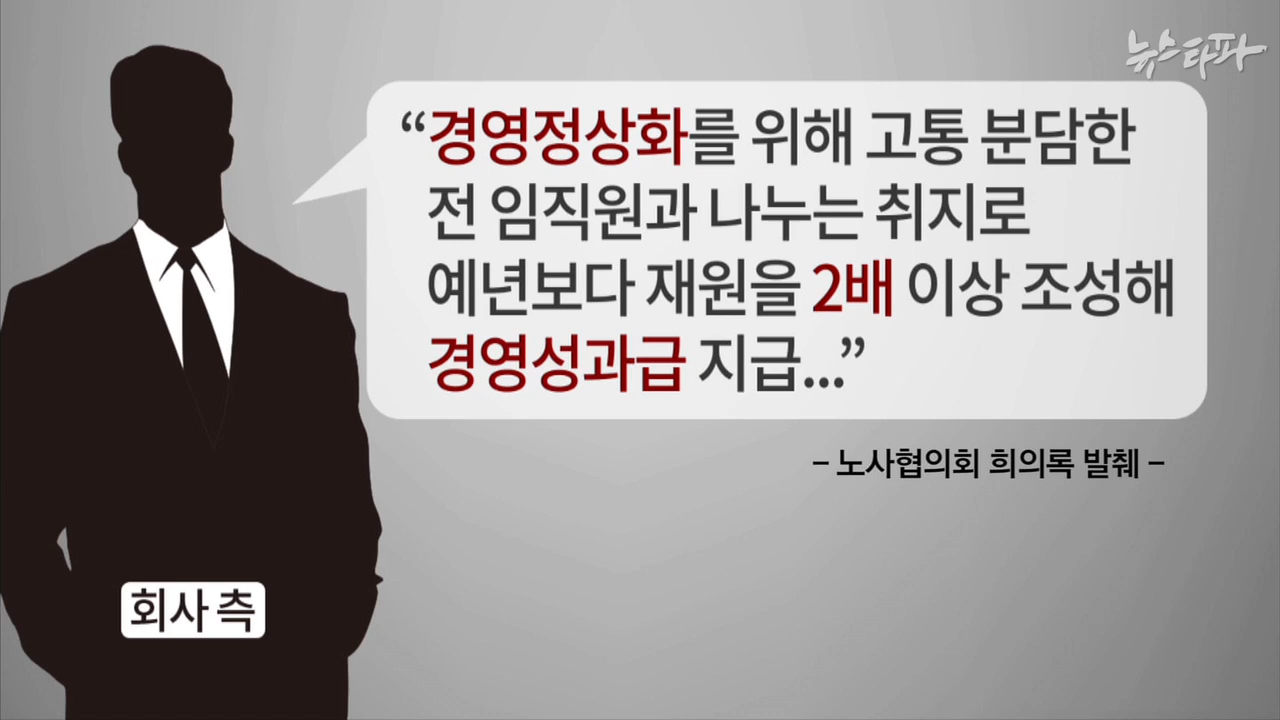 뉴스타파
“경영정상화를 위해 고통 분담한
전 임직원과 나누는 취지로
예년보다 재원을 2배 이상 조성해
경영성과급 지급...”
– 노사협의회 희의록 발췌 –
회사 측